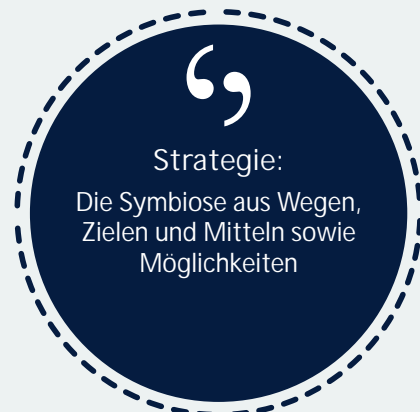 Strategie:
Die Symbiose aus Wegen,
Zielen und Mitteln sowie
Möglichkeiten